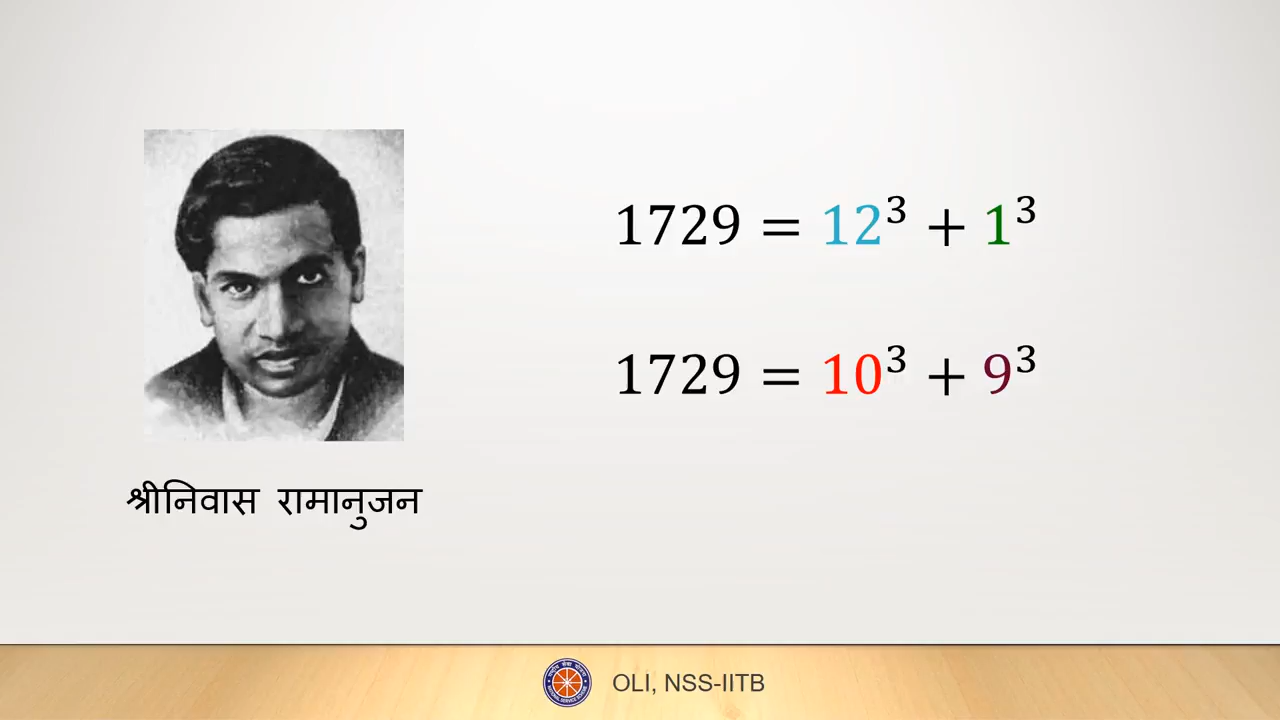 1729 = 12³ + 1³
1729 = 10³ + 9³
श्रीनिवास रामानुजन
OLI, NSS-IITB